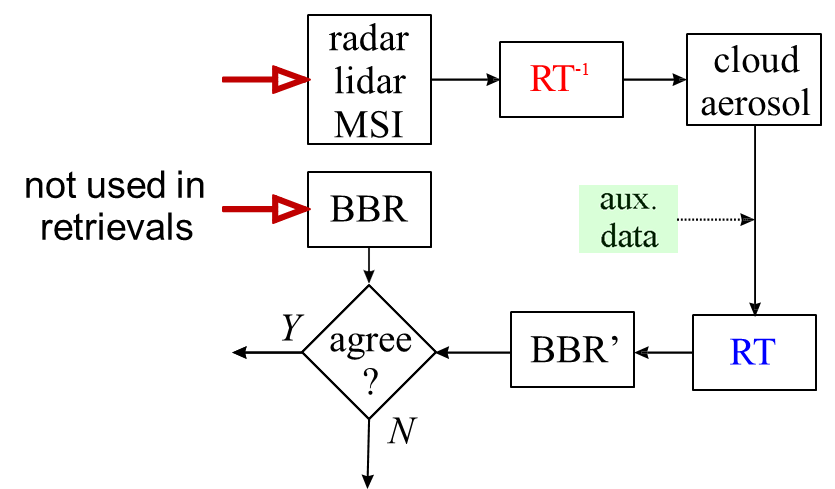 radar
lidar
MSI
RT-1
cloud
aerosol
not used in
retrievals
BBR
aux.
data
Y
agree
?
BBR’
RT
N